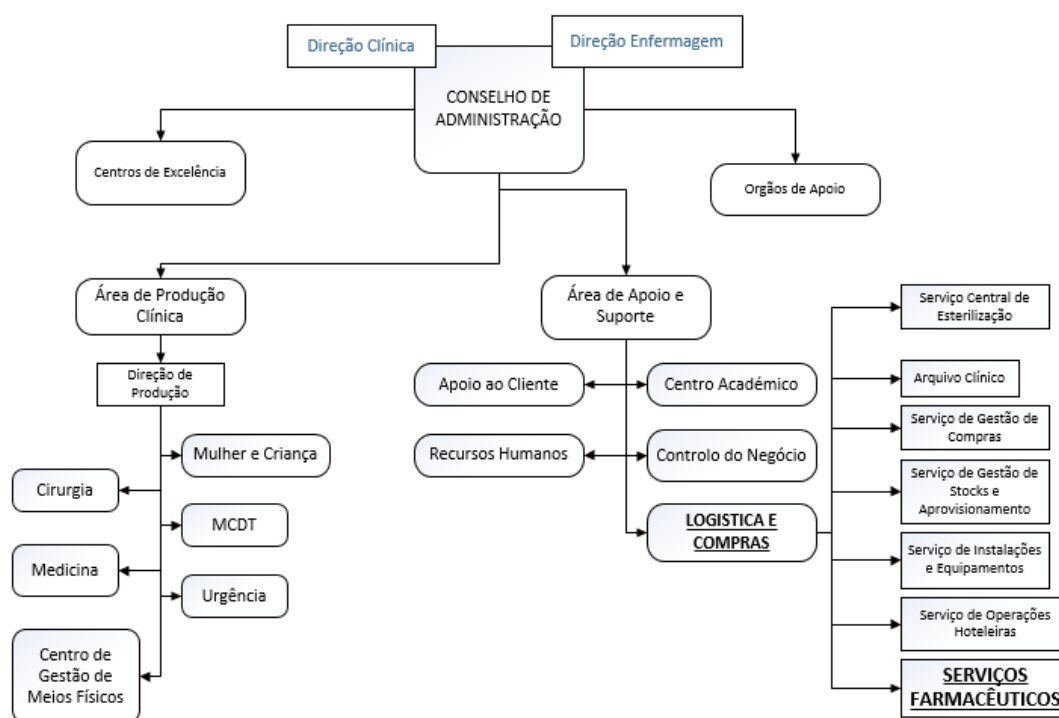 Direção Clínica
Direção Enfermagem
CONSELHO DE
ADMINISTRAÇÃO
Centros de Excelência
Orgãos de Apoio
Área de Produção
Clínica
Direção de
Produção
Mulher e Criança
Cirurgia
MCDT
Medicina
Urgência
Centro de
Gestão de
Meios Físicos
Área de Apoio e
Suporte
Apoio ao Cliente
Centro Académico
Recursos Humanos
Controlo do Negócio
LOGISTICA E
COMPRAS
Serviço Central de
Esterilização
Arquivo Clínico
Serviço de Gestão de
Compras
Serviço de Gestão de
Stocks e
Aprovisionamento
Serviço de Instalações
e Equipamentos
Serviço de Operações
Hoteleiras
SERVIÇOS
FARMACÊUTICOS